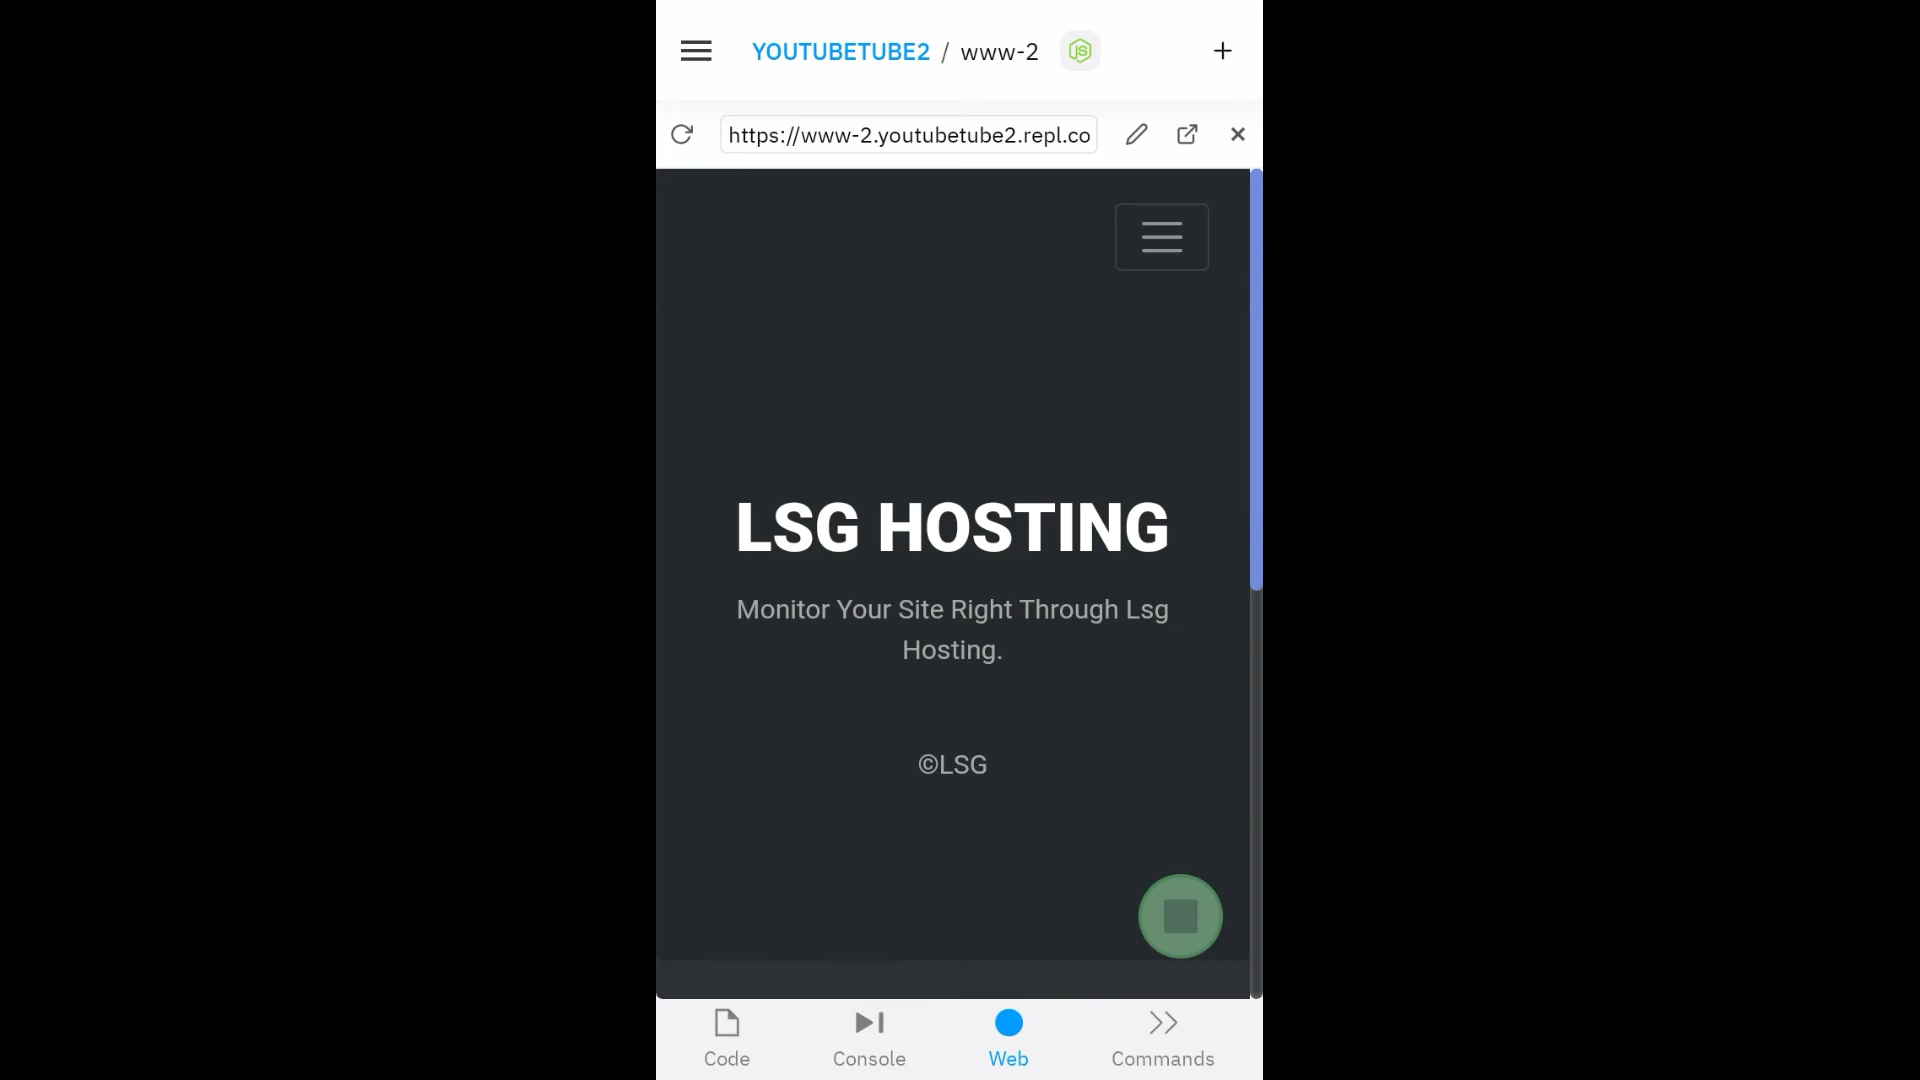 YOUTUBETUBE2 / www-2
https://www-2.youtubetube2.repl.co
LSG HOSTING
Monitor Your Site Right Through Lsg
Hosting.
©LSG
Code Console Web Commands